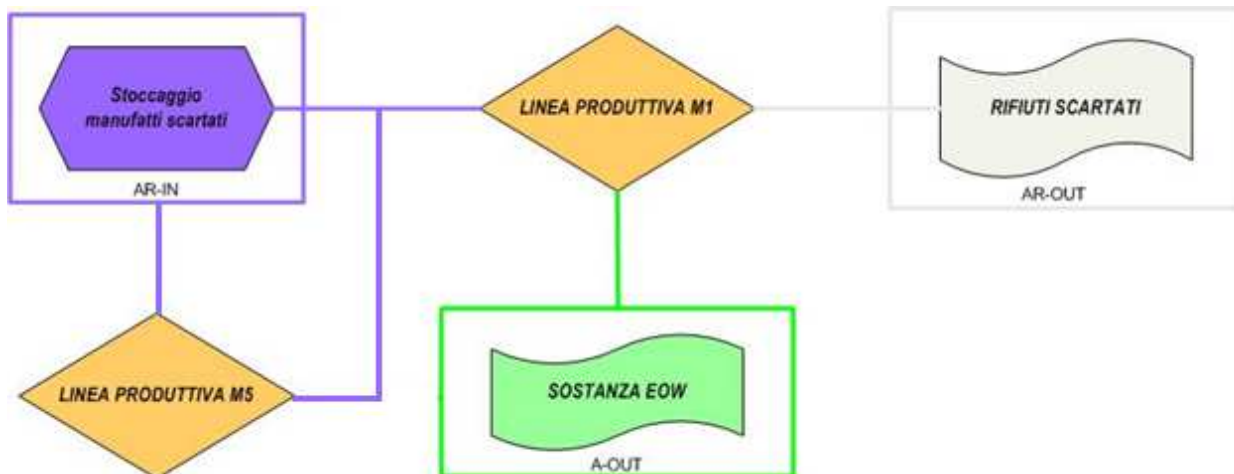 Stoccaggio
manufatti scartati
AR-IN
LINEA PRODUTTIVA M1
RIFIUTI SCARTATI
AR-OUT
LINEA PRODUTTIVA M5
SOSTANZA EOW
A-OUT